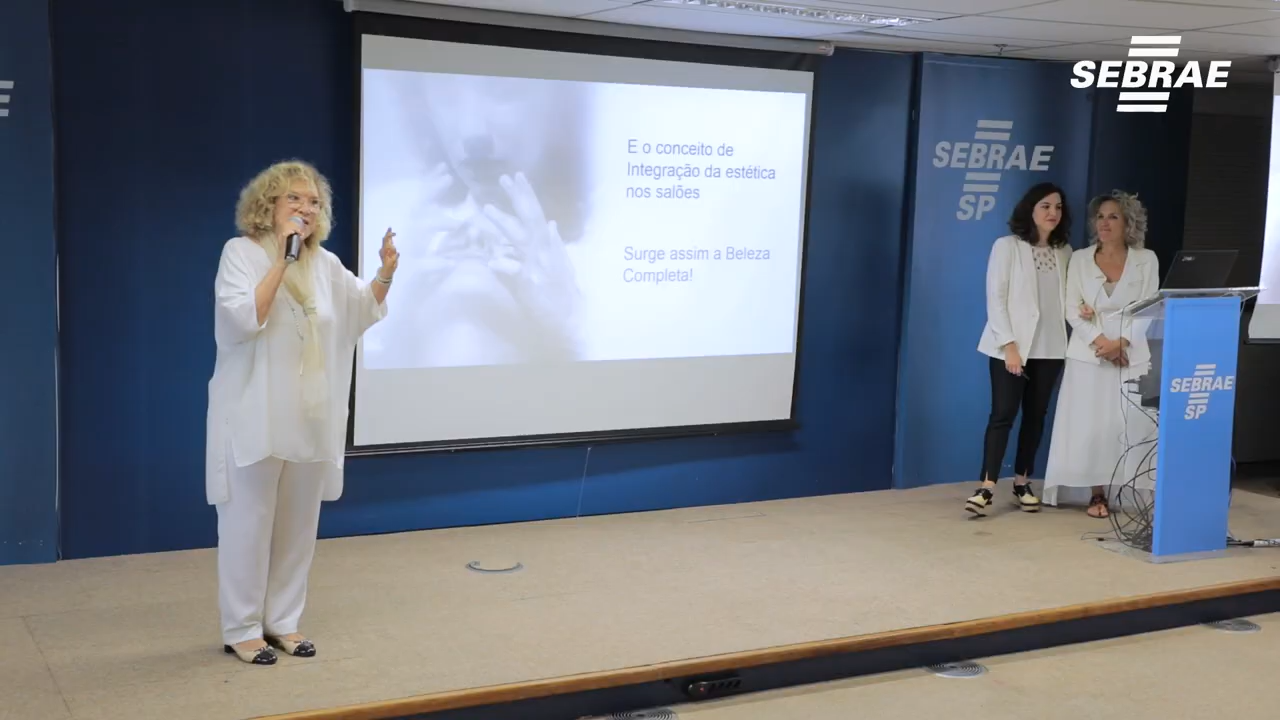 SEBRAE
E o conceito de
Integração da estética
nos salões
Surge assim a Beleza
Completa!
SEBRAE
SP
SEBRAE
SP